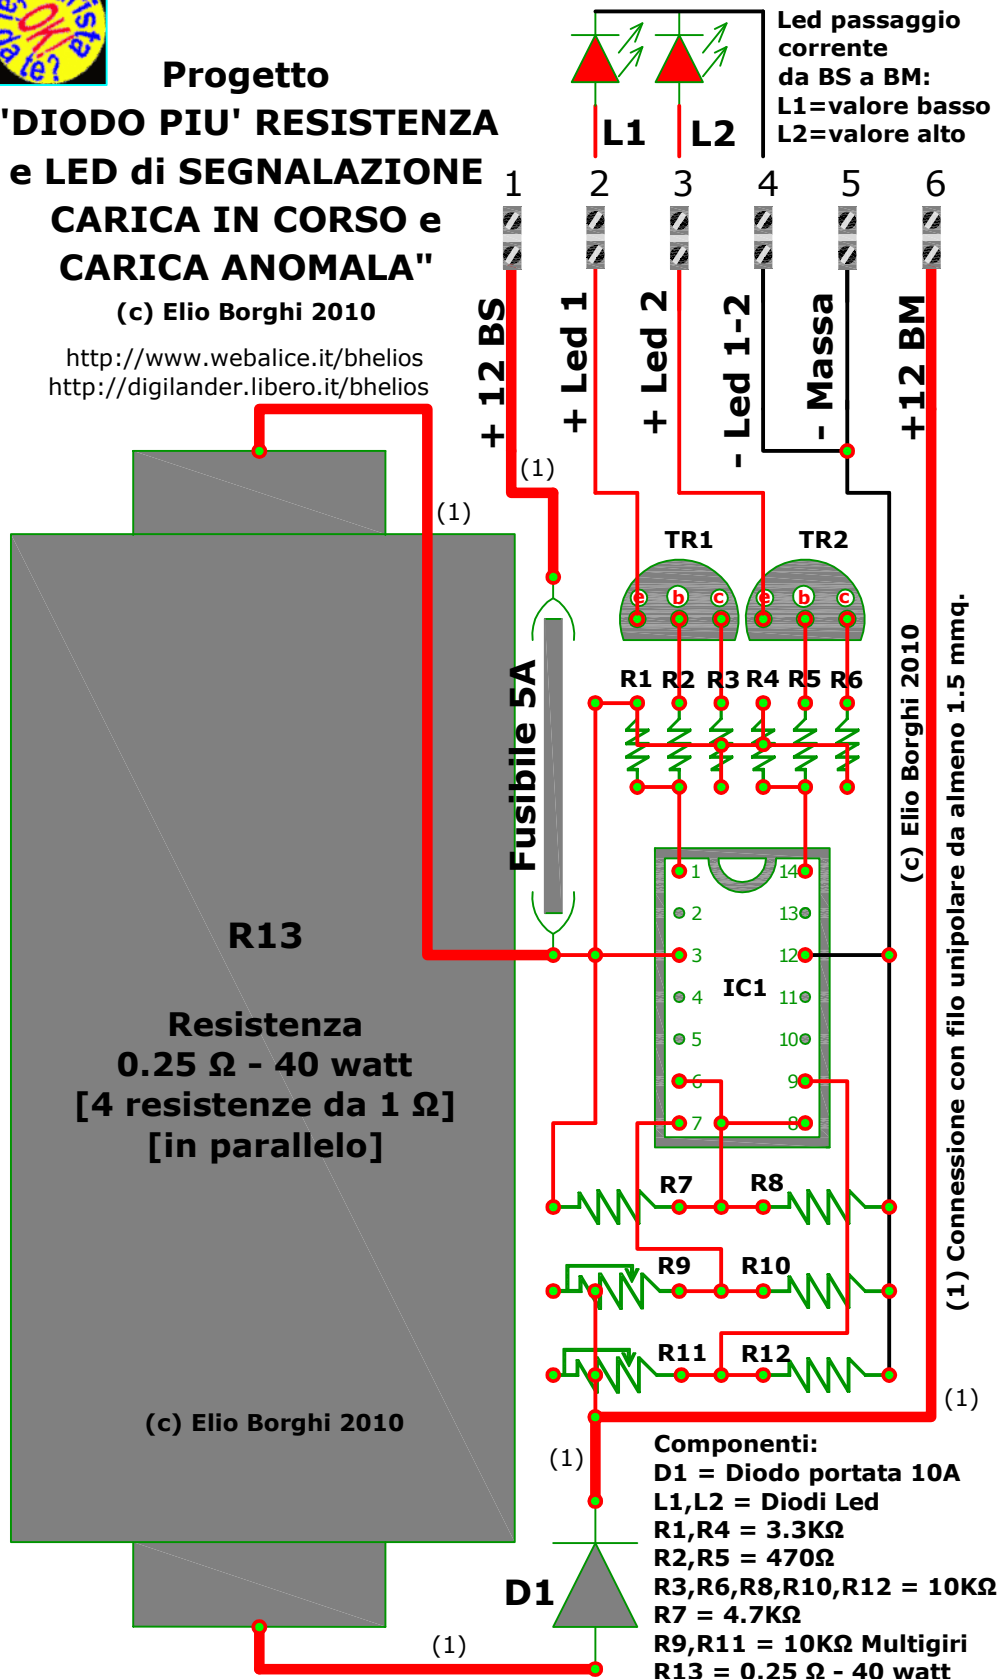 OK!
Progetto
'DIODO PIU' RESISTENZA
e LED di SEGNALAZIONE
CARICA IN CORSO e
CARICA ANOMALA"
(c) Elio Borghi 2010
http://www.webalice.it/bhelios
http://digilander.libero.it/bhelios
Led passaggio
corrente
da BS a BM:
L1=valore basso
L2=valore alto
L1 L2
1 2 3 4 5 6
+ 12 BS
+ Led 1
+ Led 2
- Led 1-2
- Massa
+12 BM
(1)
(1)
TR1 TR2
e b c e b c
R1 R2 R3 R4 R5 R6
Fusibile 5A
(c) Elio Borghi 2010
(1) Connessione con filo unipolare da almeno 1.5 mmq.
1 14
2 13
3 12
IC1
4 11
5 10
6 9
7 8
R13
Resistenza
0.25 Ω - 40 watt
[4 resistenze da 1 Ω]
[in parallelo]
R7 R8
R9 R10
R11 R12
(c) Elio Borghi 2010
(1)
(1)
D1
(1)
Componenti:
D1 = Diodo portata 10A
L1,L2 = Diodi Led
R1,R4 = 3.3KΩ
R2,R5 = 470Ω
R3,R6,R8,R10,R12 = 10KΩ
R7 = 4.7KΩ
R9,R11 = 10KΩ Multigiri
R13 = 0.25 Ω - 40 watt